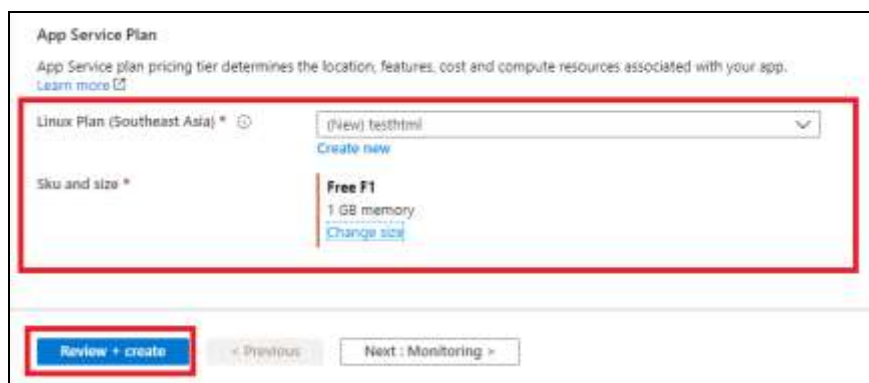 App Service Plan
App Service plan pricing tier determines the location, features, cost and compute resources associated with your app.
Learn more
Linux Plan (Southeast Asia) *
(New) testhtml
Create new
Sku and size *
Free F1
1 GB memory
Change size
Review + create
< Previous
Next : Monitoring >